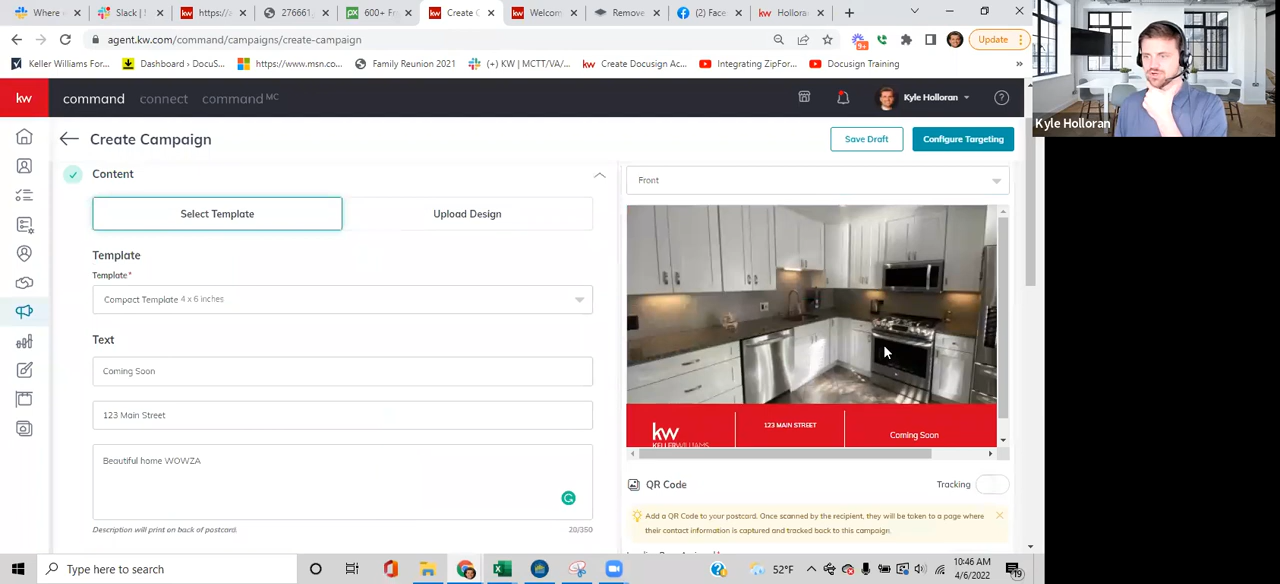 Where
Slack |
https://a
276661
600+ Fr
Create C
Welcom
Remove
(2) Face
Hollora
agent.kw.com/command/campaigns/create-campaign
9+
Update
Keller Williams For...
Dashboard › DocuS...
https://www.msn.co...
Family Reunion 202
(+) KW | MCTT/VA/...
Create Docusign Ac...
Integrating ZipFor...
Docusign Training
»
kw
command
connect
command MC
Kyle Holloran
Kyle Holloran
Create Campaign
Save Draft
Configure Targeting
Content
Front
Select Template
Upload Design
Template
Template*
Compact Template 4 x 6 inches
Text
Coming Soon
123 Main Street
Beautiful home WOWZA
Description will print on back of postcard.
20/350
kw
KELLERWILLIAMS
123 MAIN STREET
Coming Soon
QR Code
Tracking
Add a QR Code to your postcard. Once scanned by the recipient, they will be taken to a page where
their contact information is captured and tracked back to this campaign.
Type here to search
52°F
10:46 AM
4/6/2022
19